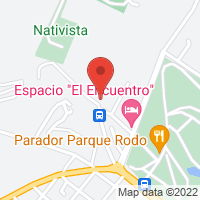 Nativista
Espacio "El Encuentro"
Parador Parque Rodo
Map data ©2022